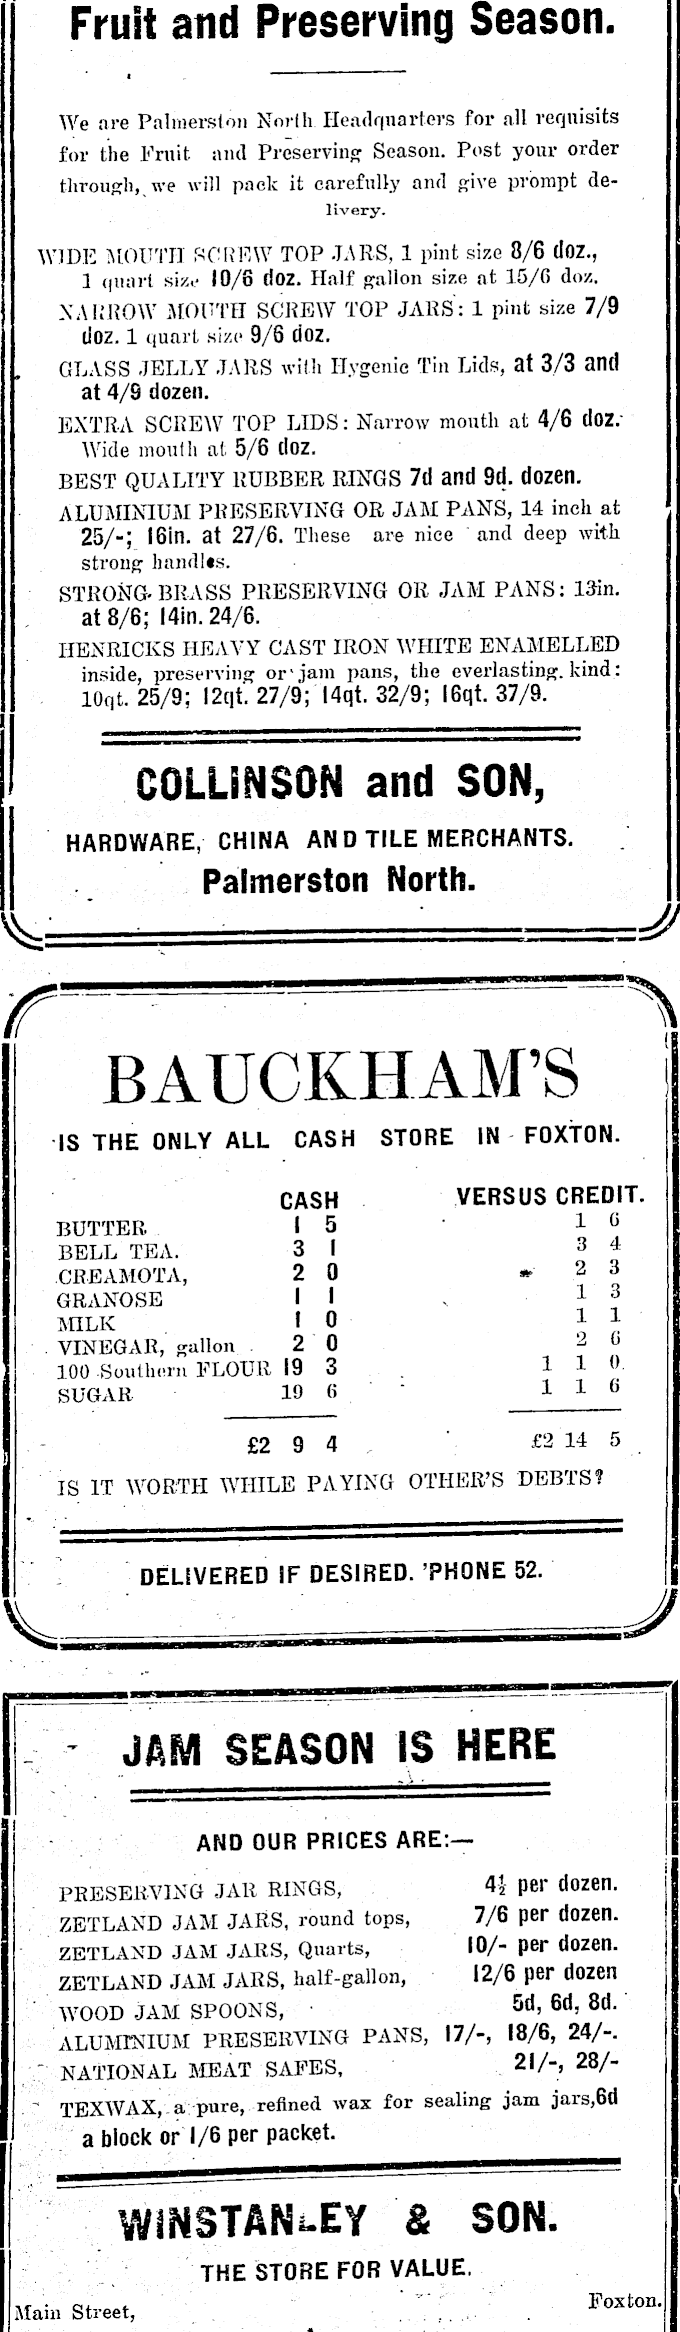 Fruit and Preserving Season.
We are Palmerston North Headquarters for all requisits
for the Fruit and Preserving Season. Post your order
through, we will pack it carefully and give prompt de-
livery.
WIDE MOUTH SCREW TOP JARS, 1 pint size 8/6 doz.,
1 quart size 10/6 doz. Half gallon size at 15/6 doz.
NARROW MOUTH SCREW TOP JARS: 1 pint size 7/9
doz. 1 quart size 9/6 doz.
GLASS JELLY JARS with Hygenic Tin Lids, at 3/3 and
at 4/9 dozen.
EXTRA SCREW TOP LIDS: Narrow mouth at 4/6 doz.
Wide mouth at 5/6 doz.
BEST QUALITY RUBBER RINGS 7d and 9d. dozen.
ALUMINIUM PRESERVING OR JAM PANS, 14 inch at
25/-; 16in. at 27/6. These are nice and deep with
strong handles.
STRONG BRASS PRESERVING OR JAM PANS: 13in.
at 8/6; 14in. 24/6.
HENRICKS HEAVY CAST IRON WHITE ENAMELLED
inside, preserving or jam pans, the everlasting kind:
10qt. 25/9; 12qt. 27/9; 14qt. 32/9; 16qt. 37/9.
COLLINSON and SON,
HARDWARE, CHINA AND TILE MERCHANTS.
Palmerston North.
BAUCKHAM'S
IS THE ONLY ALL CASH STORE IN FOXTON.
CASH VERSUS CREDIT.
BUTTER 1 5 1 6
BELL TEA. 3 1 3 4
CREAMOTA, 2 0 2 3
GRANOSE 1 1 1 3
MILK 1 0 1 1
VINEGAR, gallon 2 0 2 6
100 Southern FLOUR 19 3 1 1 0
SUGAR 19 6 1 1 6
£2 9 4 £2 14 5
IS IT WORTH WHILE PAYING OTHER'S DEBTS?
DELIVERED IF DESIRED. 'PHONE 52.
JAM SEASON IS HERE
AND OUR PRICES ARE:—
PRESERVING JAR RINGS, 4½ per dozen.
ZETLAND JAM JARS, round tops, 7/6 per dozen.
ZETLAND JAM JARS, Quarts, 10/- per dozen.
ZETLAND JAM JARS, half-gallon, 12/6 per dozen
WOOD JAM SPOONS, 5d, 6d, 8d.
ALUMINIUM PRESERVING PANS, 17/-, 18/6, 24/-.
NATIONAL MEAT SAFES, 21/-, 28/-
TEXWAX, a pure, refined wax for sealing jam jars,6d
a block or 1/6 per packet.
WINSTANLEY & SON.
THE STORE FOR VALUE.
Main Street, Foxton.